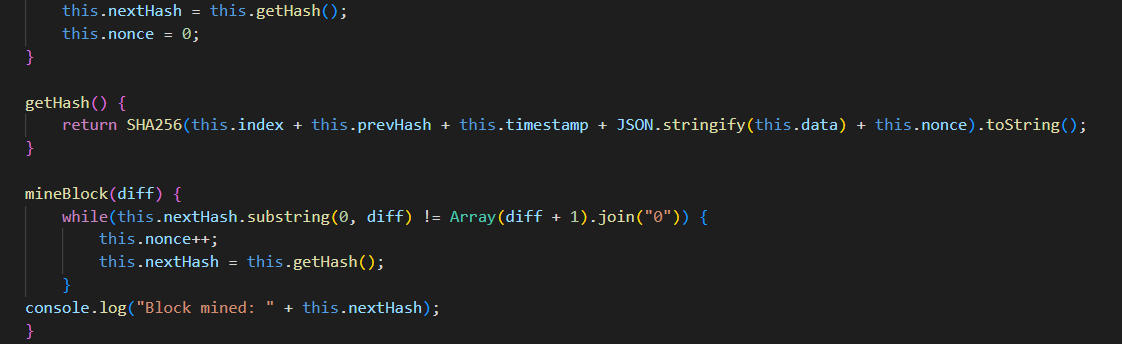 this.nextHash = this.getHash();
this.nonce = 0;
}
getHash() {
return SHA256(this.index + this.prevHash + this.timestamp + JSON.stringify(this.data) + this.nonce).toString();
}
mineBlock(diff) {
while(this.nextHash.substring(0, diff) != Array(diff + 1).join("0")) {
this.nonce++;
this.nextHash = this.getHash();
}
console.log("Block mined: " + this.nextHash);
}